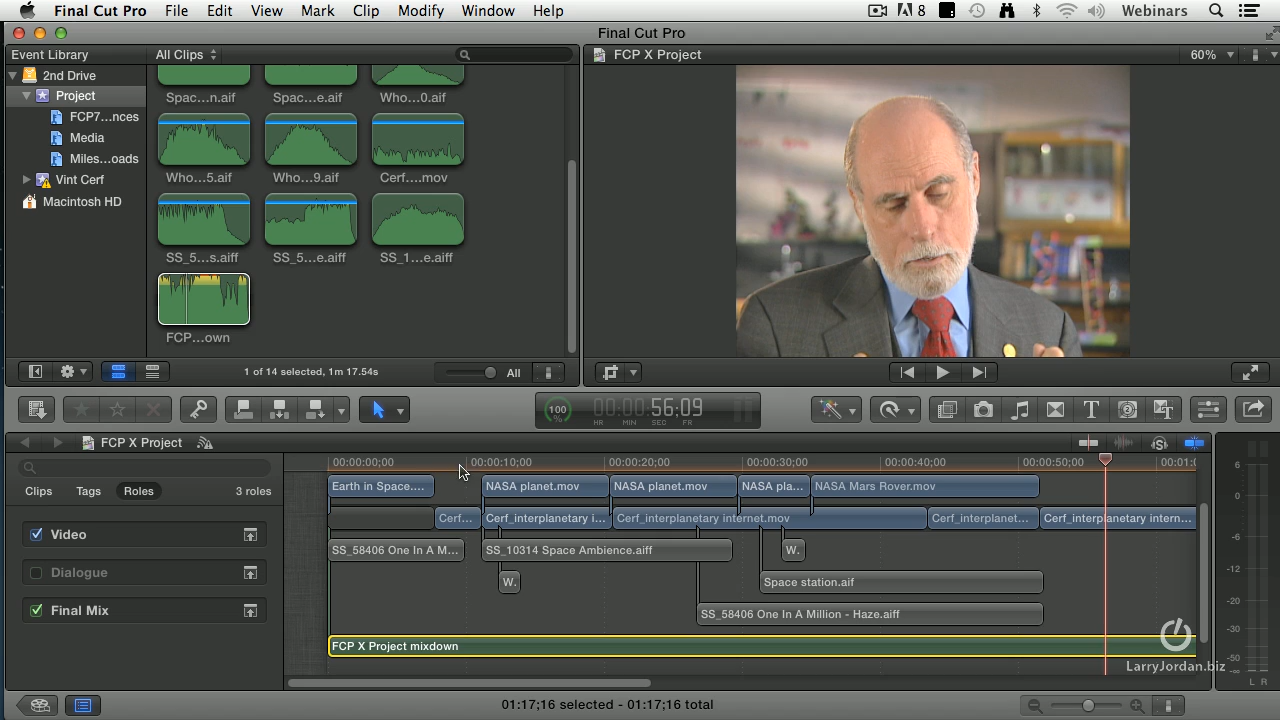 Final Cut Pro File Edit View Mark Clip Modify Window Help 8 Webinars
Final Cut Pro
Event Library All Clips
FCP X Project 60%
2nd Drive
Project
FCP7...nces
Media
Miles...oads
Vint Cerf
Macintosh HD
Spac...n.aif Spac...e.aif Who...0.aif
Who...5.aif Who...9.aif Cerf....mov
SS_5...s.aiff SS_5...e.aiff SS_1...e.aiff
FCP...own
1 of 14 selected, 1m 17.54s All
100 % 00:00:56:09
HR MIN SEC FR
T 2 T
FCP X Project
00:00:00;00 00:00:10;00 00:00:20;00 00:00:30;00 00:00:40;00 00:00:50;00 00:01:0
Clips Tags Roles 3 roles
Video
Dialogue
Final Mix
Earth in Space.... NASA planet.mov NASA planet.mov NASA pla... NASA Mars Rover.mov
Cerf... Cerf_interplanetary i... Cerf_interplanetary internet.mov Cerf_interplanet... Cerf_interplanetary intern...
SS_58406 One In A M... SS_10314 Space Ambience.aiff W.
W. Space station.aif
SS_58406 One In A Million - Haze.aiff
FCP X Project mixdown
6
0
-6
-12
-20
-30
-50
-∞
L R
LarryJordan.biz
01:17;16 selected - 01:17;16 total